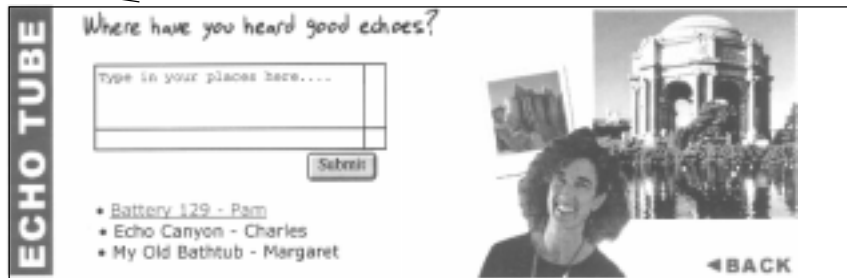 ECHO TUBE
Where have you heard good echoes?
Type in your places here....
Submit
• Battery 129 - Pam
• Echo Canyon - Charles
• My Old Bathtub - Margaret
◄BACK